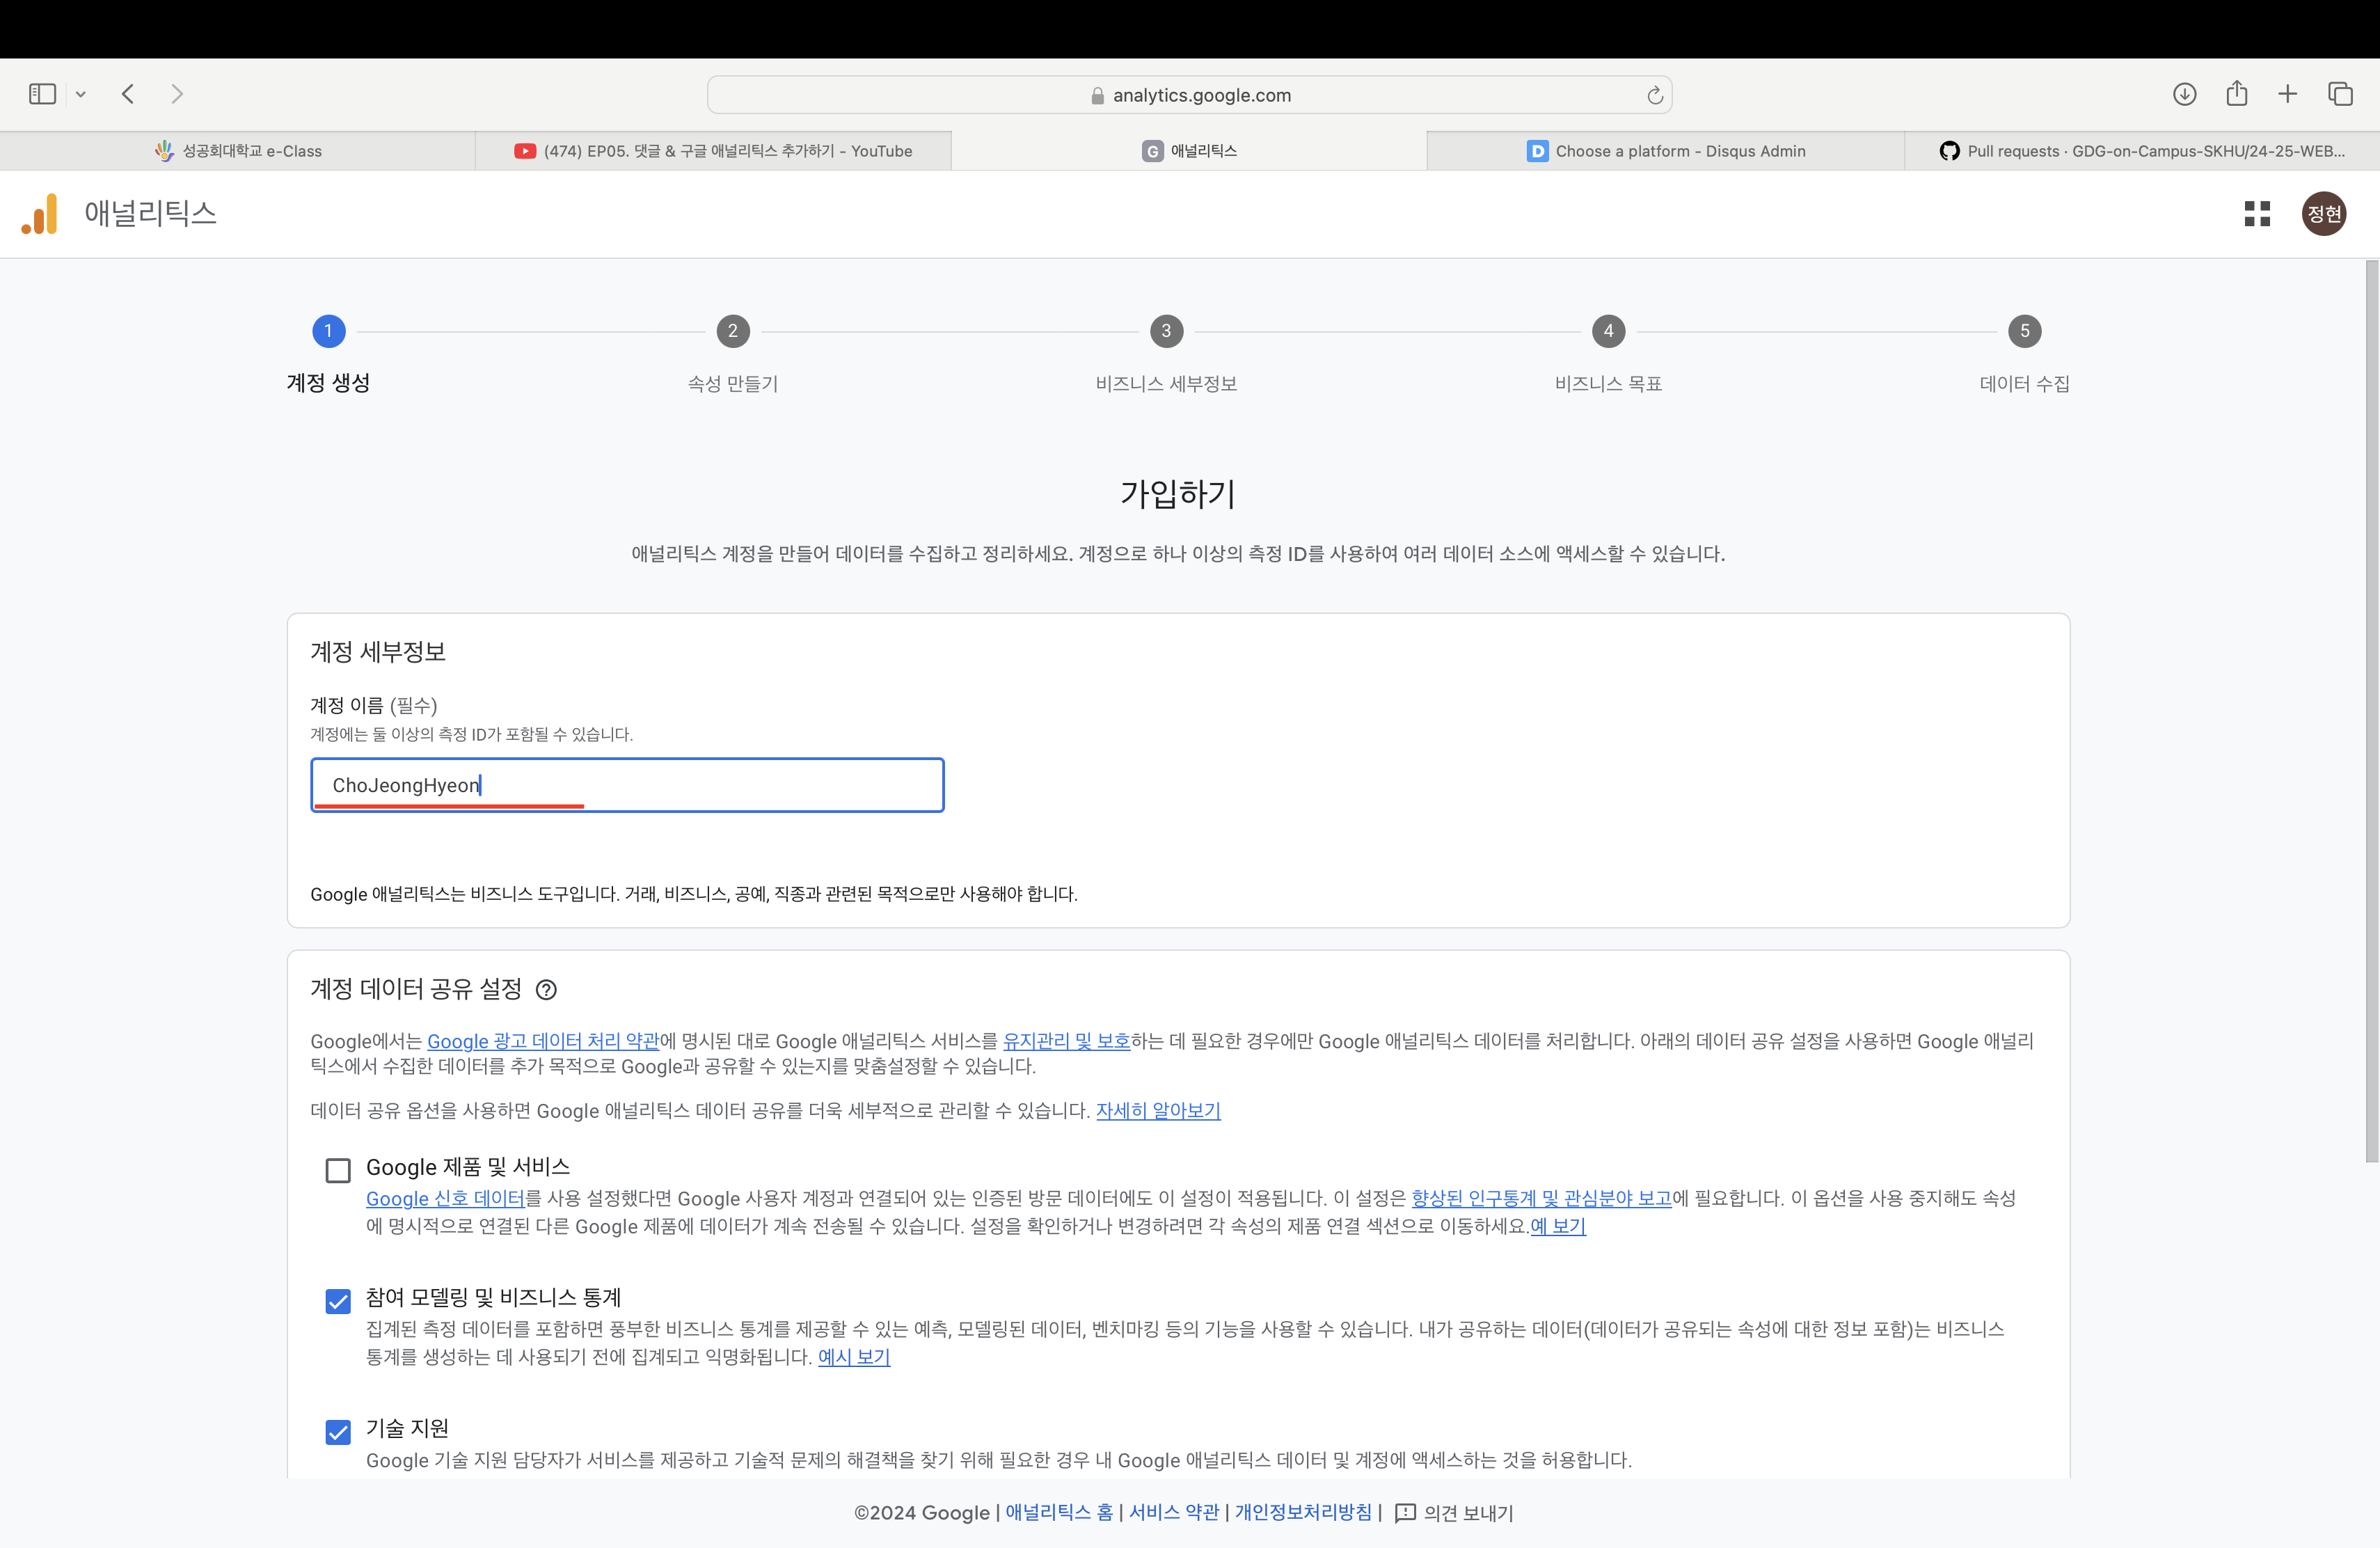 analytics.google.com
성공회대학교 e-Class
(474) EP05. 댓글 & 구글 애널리틱스 추가하기 - YouTube
G 애널리틱스
D Choose a platform - Disqus Admin
Pull requests · GDG-on-Campus-SKHU/24-25-WEB...
애널리틱스
정현
1
2
3
4
5
계정 생성
속성 만들기
비즈니스 세부정보
비즈니스 목표
데이터 수집
가입하기
애널리틱스 계정을 만들어 데이터를 수집하고 정리하세요. 계정으로 하나 이상의 측정 ID를 사용하여 여러 데이터 소스에 액세스할 수 있습니다.
계정 세부정보
계정 이름 (필수)
계정에는 둘 이상의 측정 ID가 포함될 수 있습니다.
ChoJeongHyeon
Google 애널리틱스는 비즈니스 도구입니다. 거래, 비즈니스, 공예, 직종과 관련된 목적으로만 사용해야 합니다.
계정 데이터 공유 설정 ?
Google에서는 Google 광고 데이터 처리 약관에 명시된 대로 Google 애널리틱스 서비스를 유지관리 및 보호하는 데 필요한 경우에만 Google 애널리틱스 데이터를 처리합니다. 아래의 데이터 공유 설정을 사용하면 Google 애널리
틱스에서 수집한 데이터를 추가 목적으로 Google과 공유할 수 있는지를 맞춤설정할 수 있습니다.
데이터 공유 옵션을 사용하면 Google 애널리틱스 데이터 공유를 더욱 세부적으로 관리할 수 있습니다. 자세히 알아보기
Google 제품 및 서비스
Google 신호 데이터를 사용 설정했다면 Google 사용자 계정과 연결되어 있는 인증된 방문 데이터에도 이 설정이 적용됩니다. 이 설정은 향상된 인구통계 및 관심분야 보고에 필요합니다. 이 옵션을 사용 중지해도 속성
에 명시적으로 연결된 다른 Google 제품에 데이터가 계속 전송될 수 있습니다. 설정을 확인하거나 변경하려면 각 속성의 제품 연결 섹션으로 이동하세요.예 보기
참여 모델링 및 비즈니스 통계
집계된 측정 데이터를 포함하면 풍부한 비즈니스 통계를 제공할 수 있는 예측, 모델링된 데이터, 벤치마킹 등의 기능을 사용할 수 있습니다. 내가 공유하는 데이터(데이터가 공유되는 속성에 대한 정보 포함)는 비즈니스
통계를 생성하는 데 사용되기 전에 집계되고 익명화됩니다. 예시 보기
기술 지원
Google 기술 지원 담당자가 서비스를 제공하고 기술적 문제의 해결책을 찾기 위해 필요한 경우 내 Google 애널리틱스 데이터 및 계정에 액세스하는 것을 허용합니다.
©2024 Google | 애널리틱스 홈 | 서비스 약관 | 개인정보처리방침 | 의견 보내기